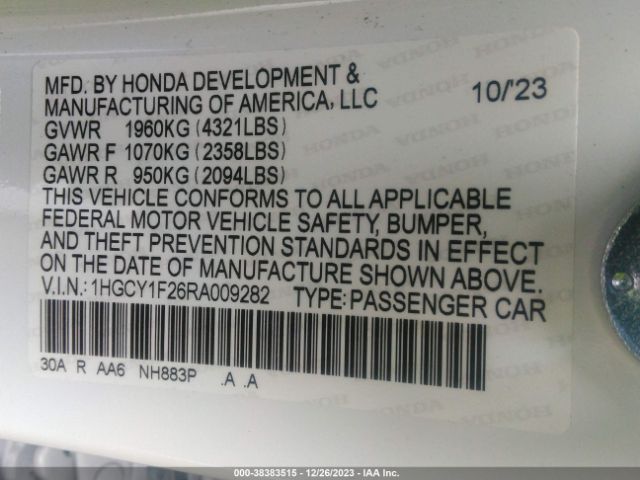 MFD. BY HONDA DEVELOPMENT &
MANUFACTURING OF AMERICA, LLC 10/'23
GVWR 1960KG (4321LBS)
GAWR F 1070KG (2358LBS)
GAWR R 950KG (2094LBS)
THIS VEHICLE CONFORMS TO ALL APPLICABLE
FEDERAL MOTOR VEHICLE SAFETY, BUMPER,
AND THEFT PREVENTION STANDARDS IN EFFECT
ON THE DATE OF MANUFACTURE SHOWN ABOVE.
V.I.N.:1HGCY1F26RA009282 TYPE:PASSENGER CAR
30A R AA6 NH883P .A .A
000-38383515 - 12/26/2023 - IAA Inc.